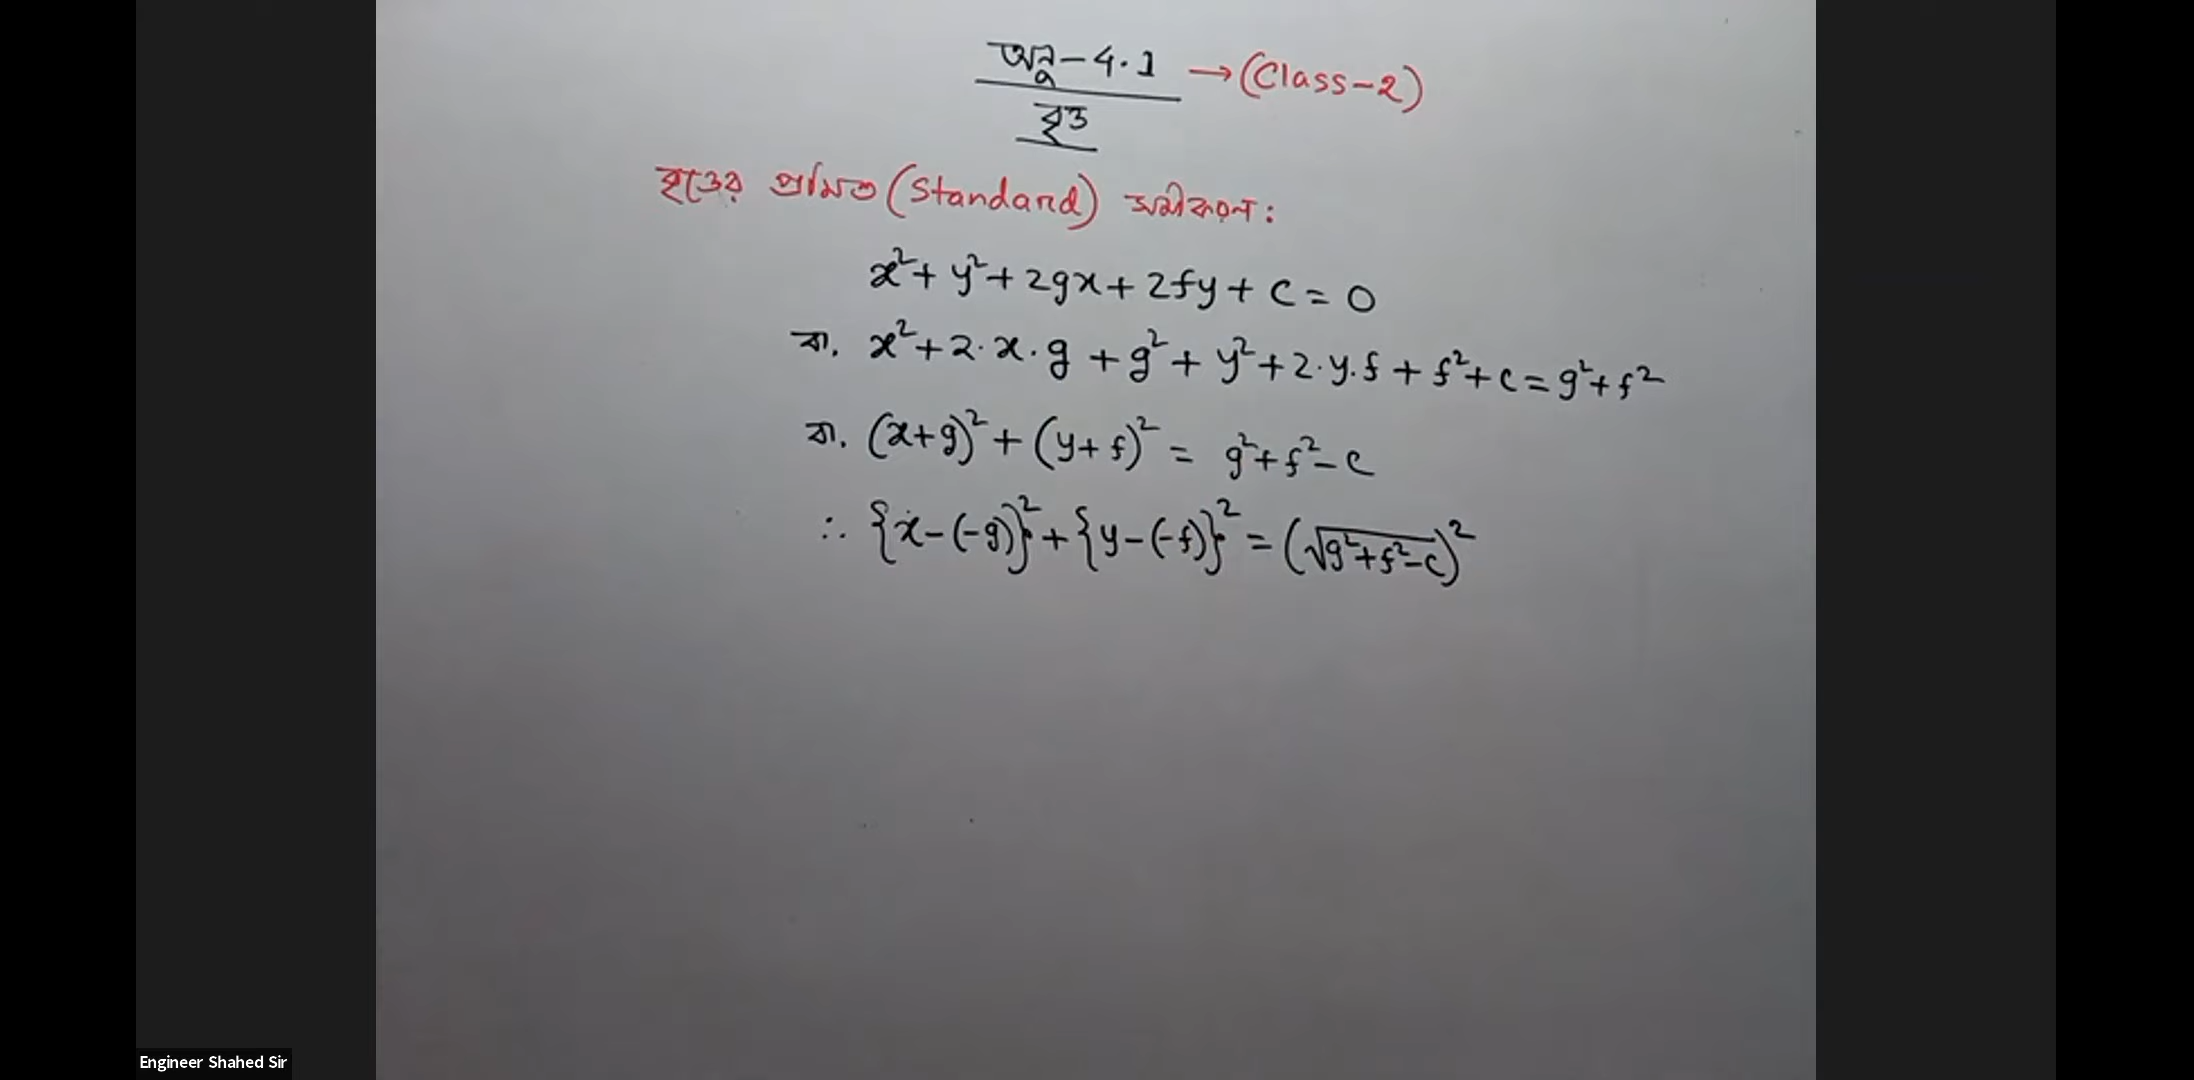 অনু-4.1 → (Class-2)
বৃত্ত
বৃত্তের প্রমিত (Standard) সমীকরণ:
x²+ y²+ 2gx+ 2fy+ c = 0
বা, x²+2·x·g + g²+ y²+2·y·f + f²+c = g²+f²
বা, (x+g)²+ (y+f)² = g²+f²-c
∴ {x-(-g)}²+{y-(-f)}² = (√g²+f²-c)²
Engineer Shahed Sir